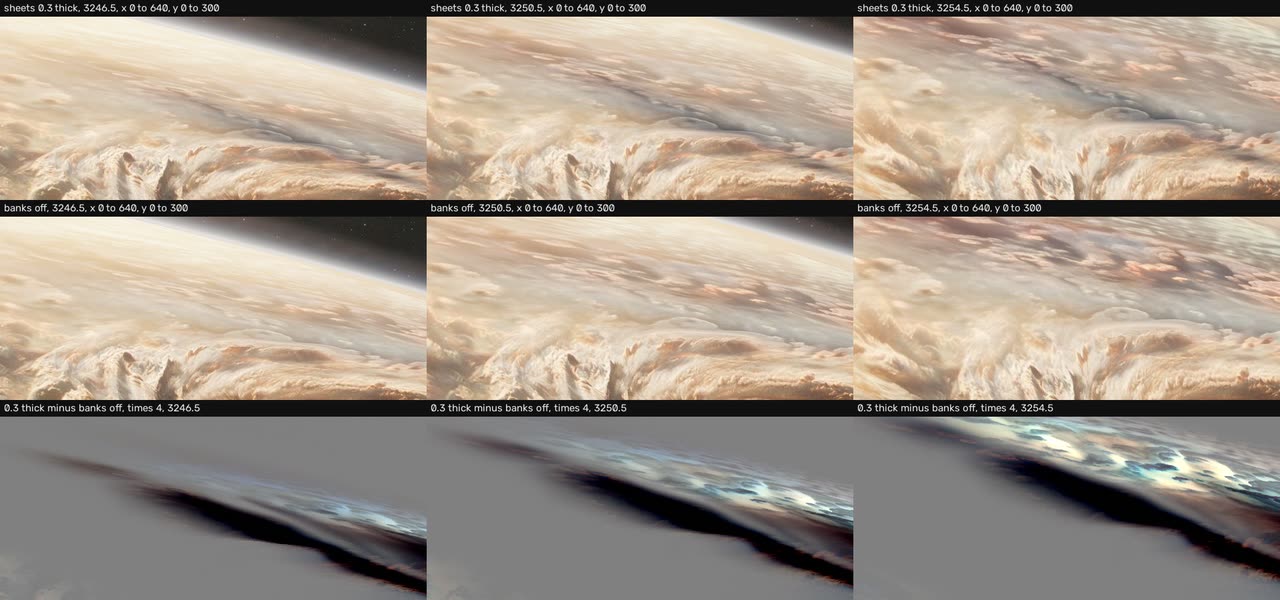 sheets 0.3 thick, 3246.5, x 0 to 640, y 0 to 300
sheets 0.3 thick, 3250.5, x 0 to 640, y 0 to 300
sheets 0.3 thick, 3254.5, x 0 to 640, y 0 to 300
banks off, 3246.5, x 0 to 640, y 0 to 300
banks off, 3250.5, x 0 to 640, y 0 to 300
banks off, 3254.5, x 0 to 640, y 0 to 300
0.3 thick minus banks off, times 4, 3246.5
0.3 thick minus banks off, times 4, 3250.5
0.3 thick minus banks off, times 4, 3254.5